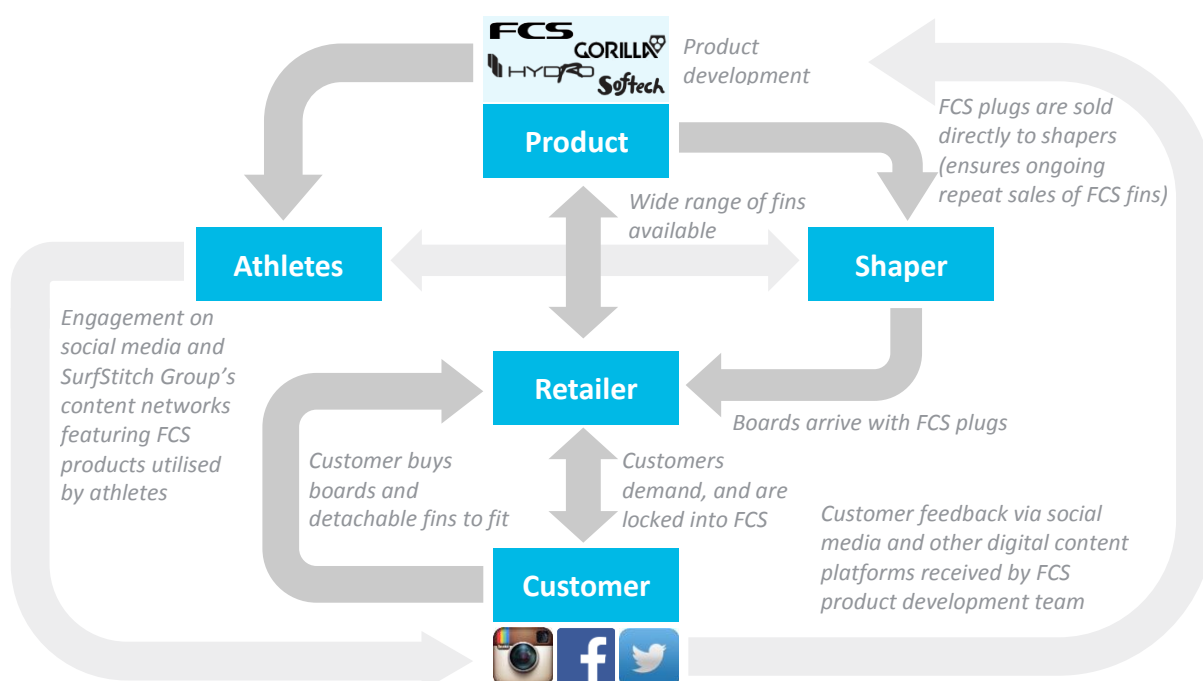 FCS
GORILLA
HYDRO
Softech
Product
development
Product
FCS plugs are sold
directly to shapers
(ensures ongoing
repeat sales of FCS fins)
Wide range of fins
available
Athletes
Shaper
Engagement on
social media and
SurfStitch Group’s
content networks
featuring FCS
products utilised
by athletes
Retailer
Boards arrive with FCS plugs
Customer buys
boards and
detachable fins to fit
Customers
demand, and are
locked into FCS
Customer feedback via social
media and other digital content
platforms received by FCS
product development team
Customer
f